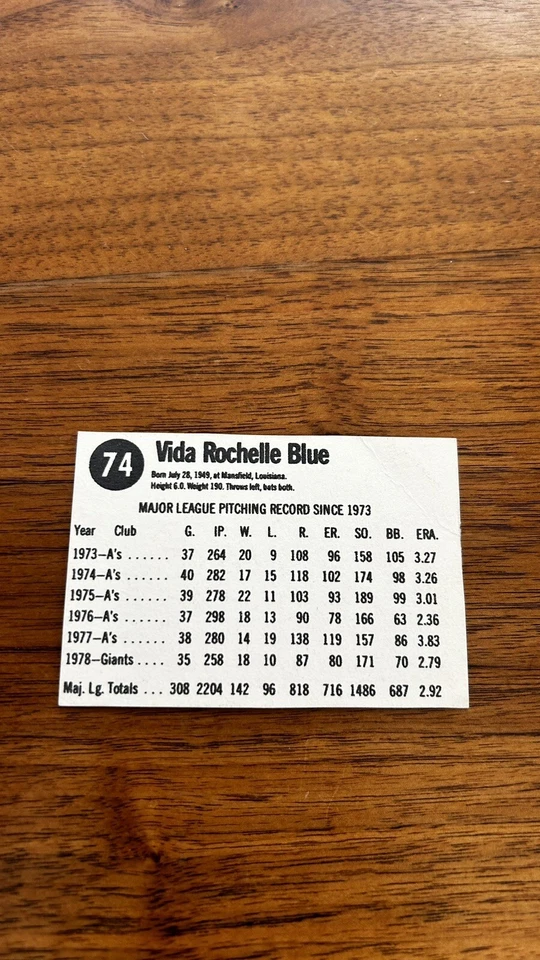 74
Vida Rochelle Blue
Born July 28, 1949, at Mansfield, Louisiana.
Height 6.0. Weight 190. Throws left, bats both.
MAJOR LEAGUE PITCHING RECORD SINCE 1973
Year Club G. IP. W. L. R. ER. SO. BB. ERA.
1973—A's ...... 37 264 20 9 108 96 158 105 3.27
1974—A's ...... 40 282 17 15 118 102 174 98 3.26
1975—A's ...... 39 278 22 11 103 93 189 99 3.01
1976—A's ...... 37 298 18 13 90 78 166 63 2.36
1977—A's ...... 38 280 14 19 138 119 157 86 3.83
1978—Giants .... 35 258 18 10 87 80 171 70 2.79
Maj. Lg. Totals ... 308 2204 142 96 818 716 1486 687 2.92